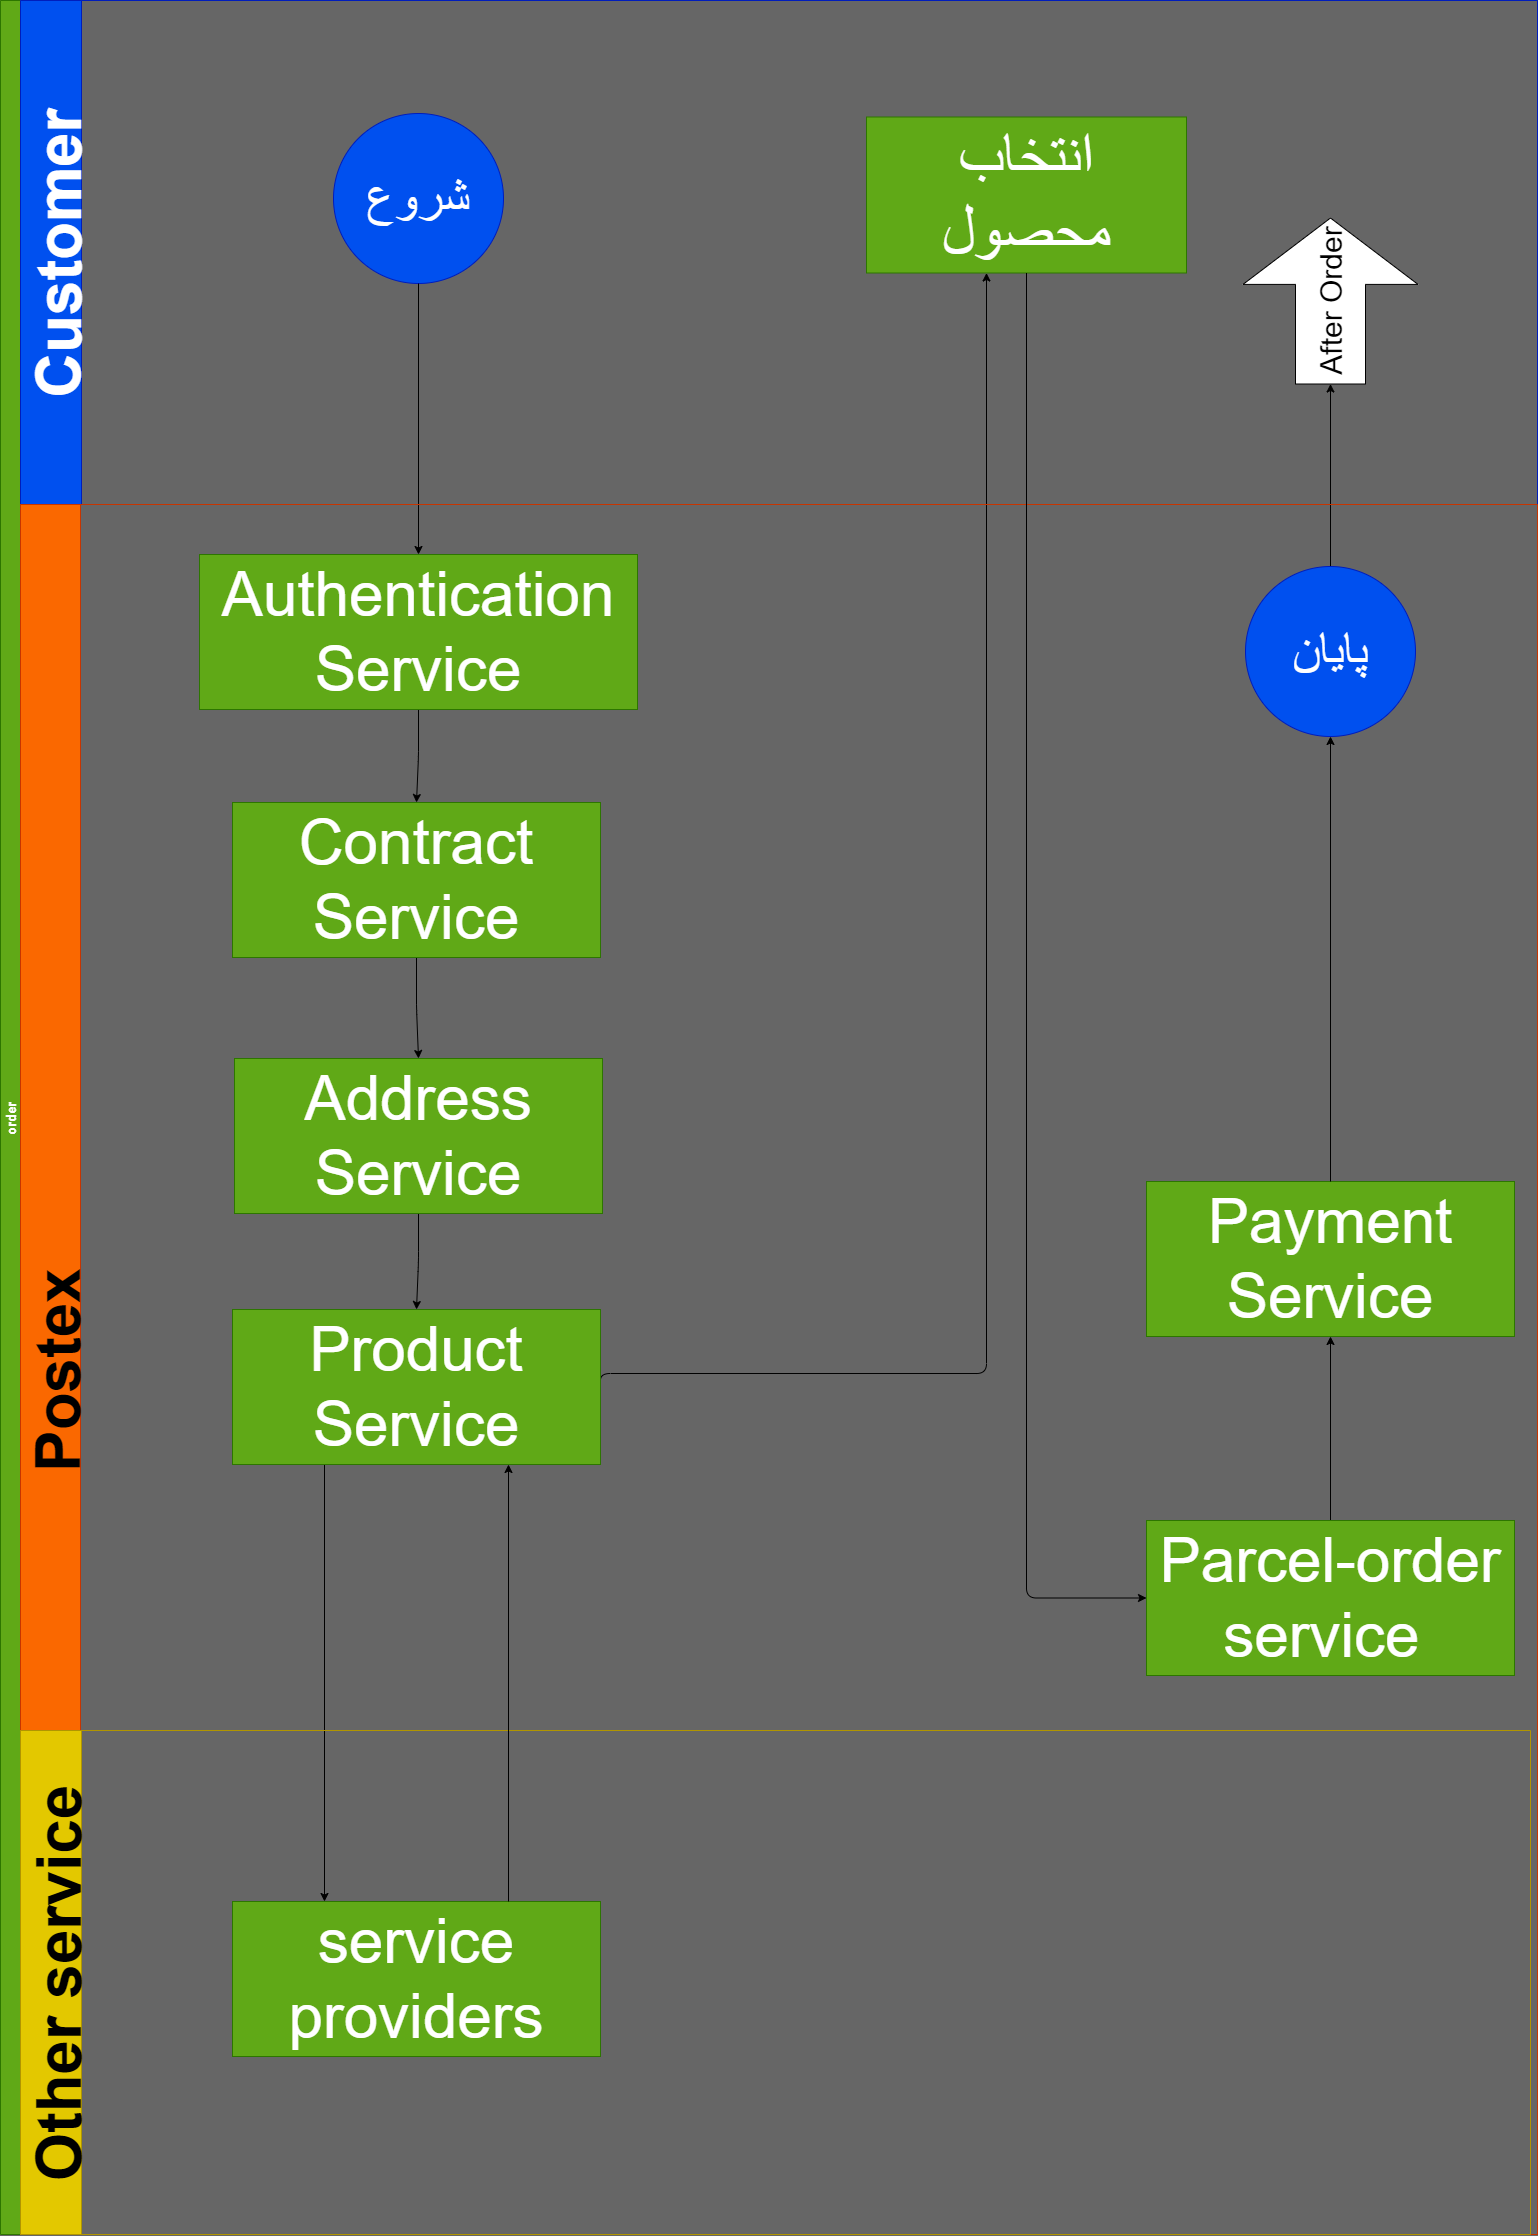 order
Customer
شروع
انتخاب
محصول
After Order
Postex
Authentication
Service
Contract
Service
Address
Service
Product
Service
پایان
Payment
Service
Parcel-order
service
Other service
service
providers